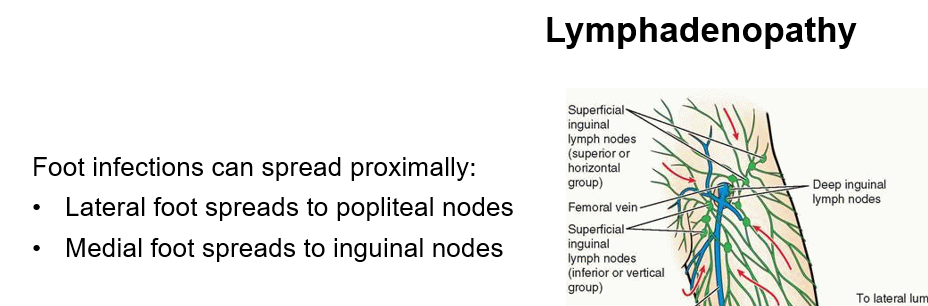 Lymphadenopathy
Foot infections can spread proximally:
• Lateral foot spreads to popliteal nodes
• Medial foot spreads to inguinal nodes
Superficial
inguinal
lymph nodes
(superior or
horizontal
group)
Femoral vein
Superficial
inguinal
lymph nodes
(inferior or vertical
group)
Deep inguinal
lymph nodes
To lateral lum